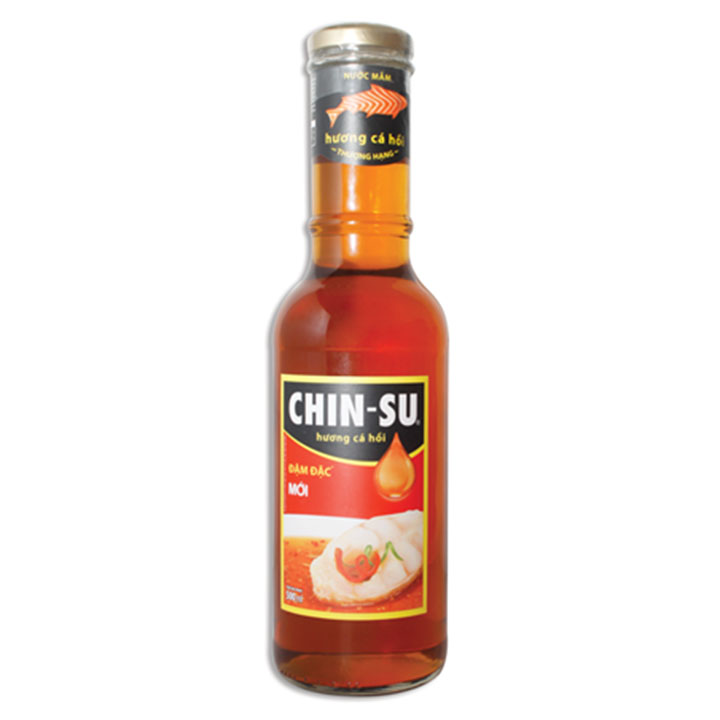 NƯỚC MẮM
hương cá hồi
THƯỢNG HẠNG
CHIN-SU
hương cá hồi
ĐẬM ĐẶC
MỚI